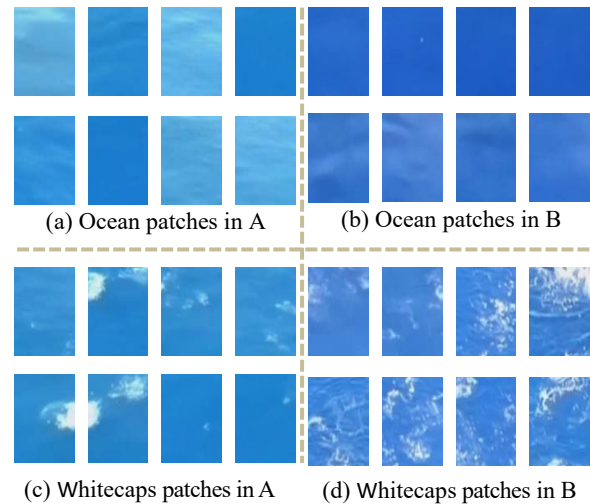 (a) Ocean patches in A
(b) Ocean patches in B
(c) Whitecaps patches in A
(d) Whitecaps patches in B